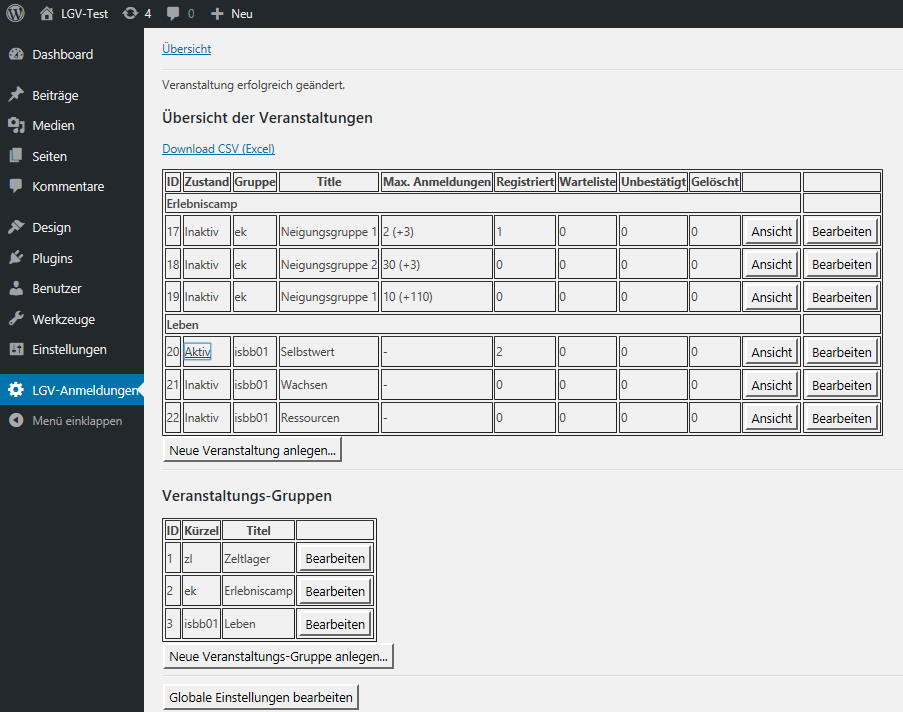 LGV-Test 4 0 Neu
Dashboard
Beiträge
Medien
Seiten
Kommentare
Design
Plugins
Benutzer
Werkzeuge
Einstellungen
LGV-Anmeldungen
Menü einklappen
Übersicht
Veranstaltung erfolgreich geändert.
Übersicht der Veranstaltungen
Download CSV (Excel)
ID Zustand Gruppe Title Max. Anmeldungen Registriert Warteliste Unbestätigt Gelöscht
Erlebniscamp
17 Inaktiv ek Neigungsgruppe 1 2 (+3) 1 0 0 0 Ansicht Bearbeiten
18 Inaktiv ek Neigungsgruppe 2 30 (+3) 0 0 0 0 Ansicht Bearbeiten
19 Inaktiv ek Neigungsgruppe 1 10 (+110) 0 0 0 0 Ansicht Bearbeiten
Leben
20 Aktiv isbb01 Selbstwert - 2 0 0 0 Ansicht Bearbeiten
21 Inaktiv isbb01 Wachsen - 0 0 0 0 Ansicht Bearbeiten
22 Inaktiv isbb01 Ressourcen - 0 0 0 0 Ansicht Bearbeiten
Neue Veranstaltung anlegen...
Veranstaltungs-Gruppen
ID Kürzel Titel
1 zl Zeltlager Bearbeiten
2 ek Erlebniscamp Bearbeiten
3 isbb01 Leben Bearbeiten
Neue Veranstaltungs-Gruppe anlegen...
Globale Einstellungen bearbeiten